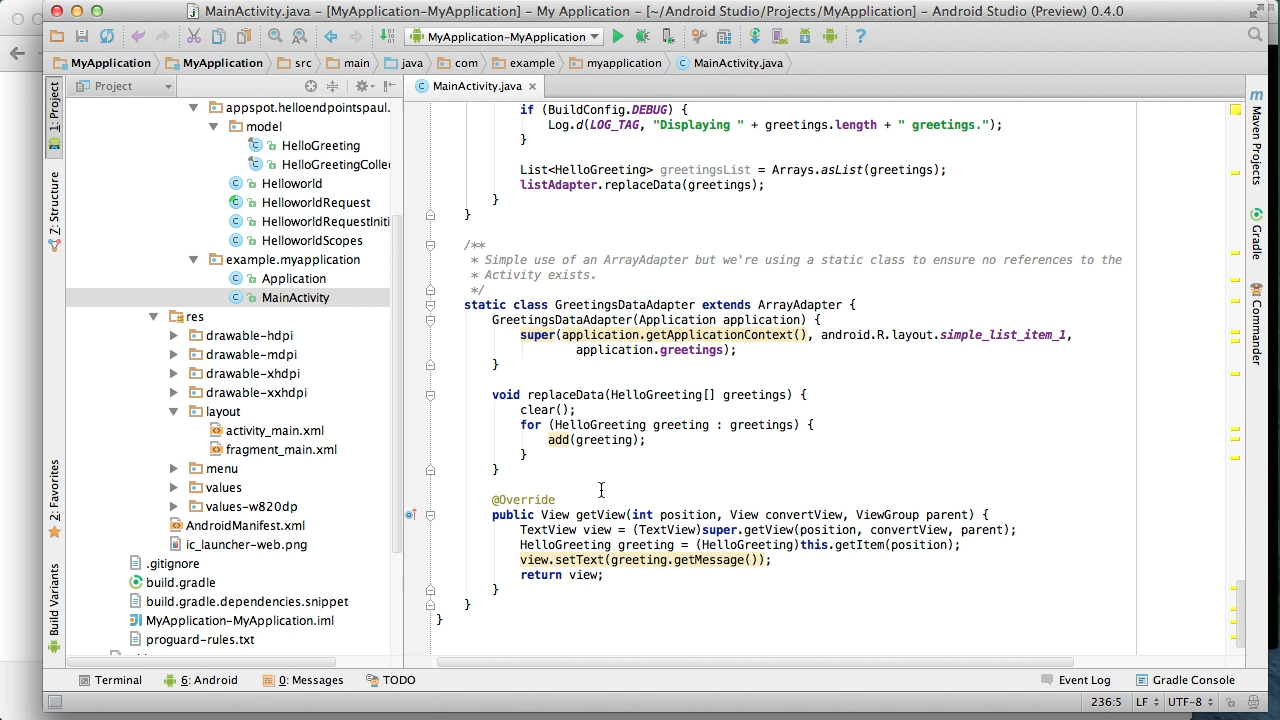 MainActivity.java - [MyApplication-MyApplication] - My Application - [~/Android Studio/Projects/MyApplication] - Android Studio (Preview) 0.4.0
MyApplication-MyApplication
MyApplication
MyApplication
src
main
java
com
example
myapplication
MainActivity.java
Project
MainActivity.java
1: Project
Z: Structure
2: Favorites
Build Variants
appspot.helloendpointspaul.
model
HelloGreeting
HelloGreetingColle
Helloworld
HelloworldRequest
HelloworldRequestIniti
HelloworldScopes
example.myapplication
Application
MainActivity
res
drawable-hdpi
drawable-mdpi
drawable-xhdpi
drawable-xxhdpi
layout
activity_main.xml
fragment_main.xml
menu
values
values-w820dp
AndroidManifest.xml
ic_launcher-web.png
.gitignore
build.gradle
build.gradle.dependencies.snippet
MyApplication-MyApplication.iml
proguard-rules.txt
if (BuildConfig.DEBUG) {
Log.d(LOG_TAG, "Displaying " + greetings.length + " greetings.");
}
List<HelloGreeting> greetingsList = Arrays.asList(greetings);
listAdapter.replaceData(greetings);
}
}
/**
* Simple use of an ArrayAdapter but we're using a static class to ensure no references to the
* Activity exists.
*/
static class GreetingsDataAdapter extends ArrayAdapter {
GreetingsDataAdapter(Application application) {
super(application.getApplicationContext(), android.R.layout.simple_list_item_1,
application.greetings);
}
void replaceData(HelloGreeting[] greetings) {
clear();
for (HelloGreeting greeting : greetings) {
add(greeting);
}
}
@Override
public View getView(int position, View convertView, ViewGroup parent) {
TextView view = (TextView)super.getView(position, convertView, parent);
HelloGreeting greeting = (HelloGreeting)this.getItem(position);
view.setText(greeting.getMessage());
return view;
}
}
}
Maven Projects
Gradle
Commander
Terminal
6: Android
0: Messages
TODO
Event Log
Gradle Console
236:5
LF
UTF-8